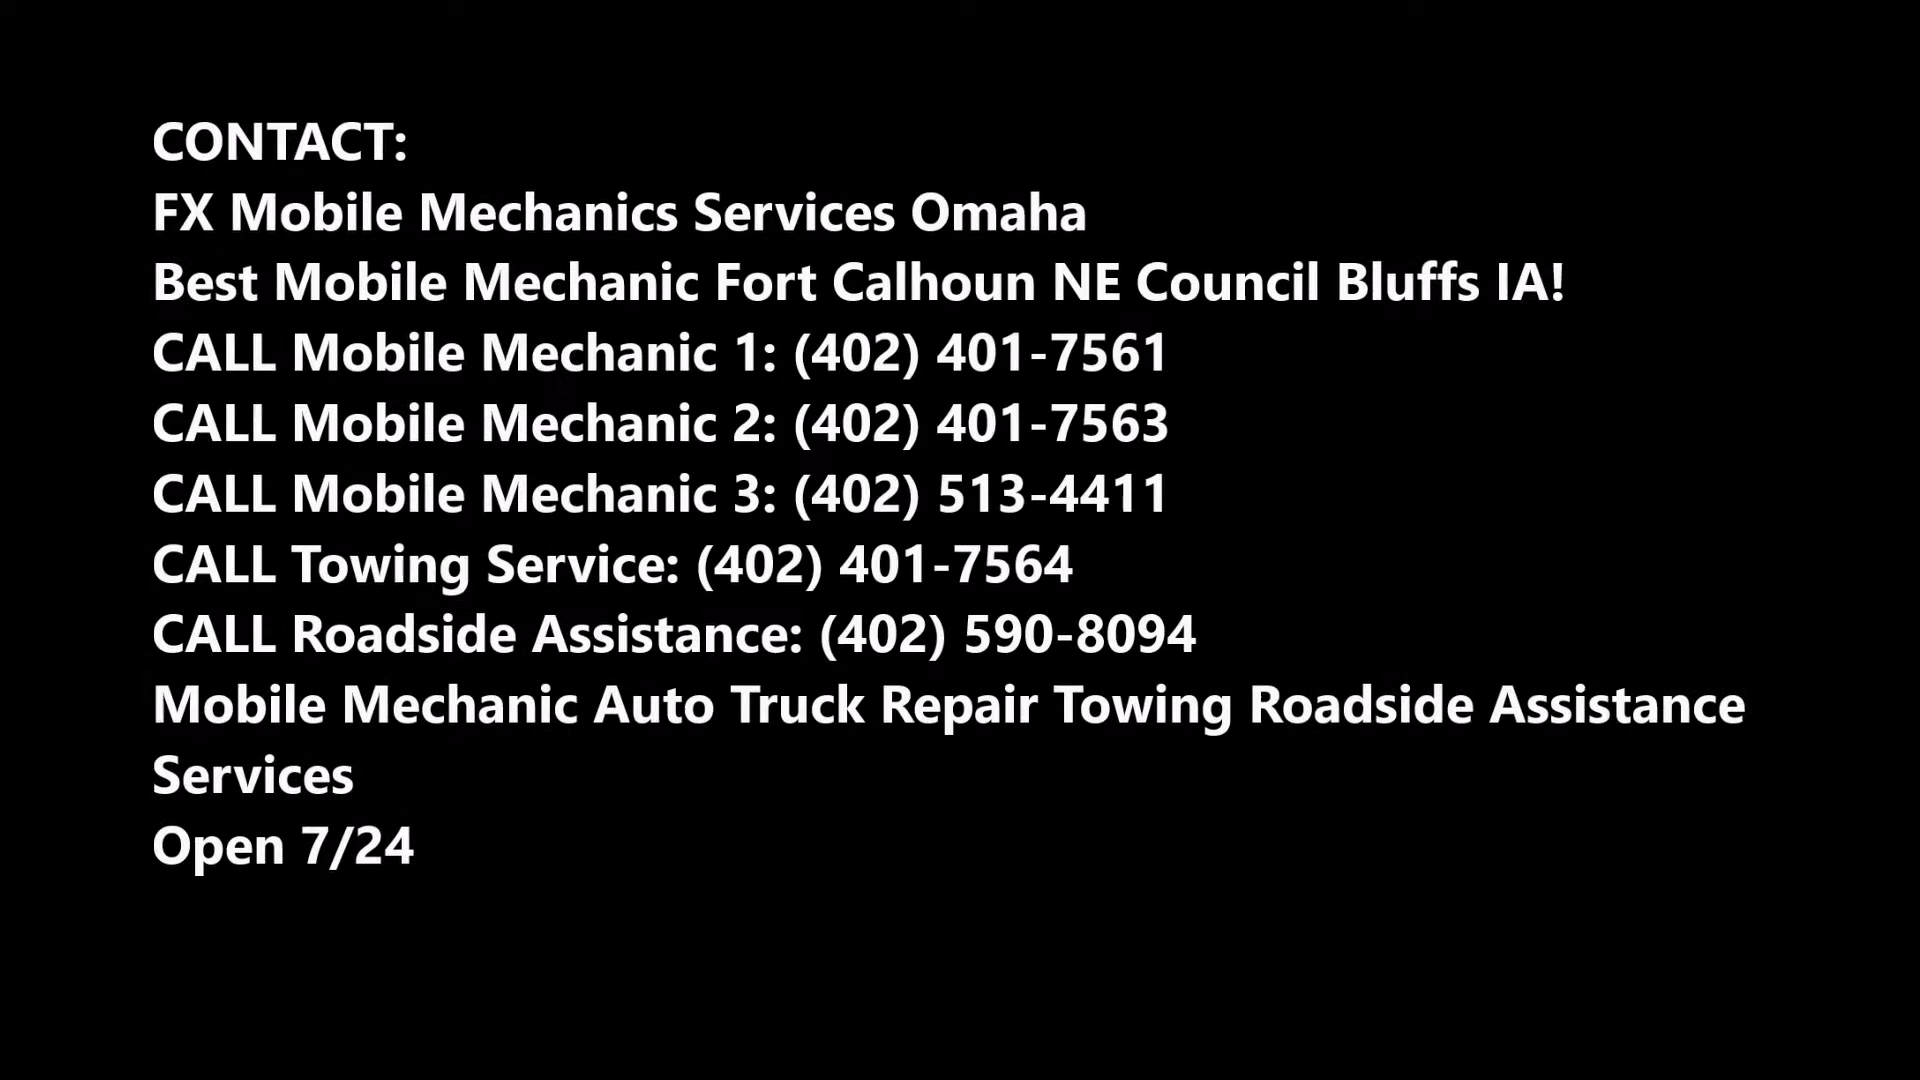 CONTACT:
FX Mobile Mechanics Services Omaha
Best Mobile Mechanic Fort Calhoun NE Council Bluffs IA!
CALL Mobile Mechanic 1: (402) 401-7561
CALL Mobile Mechanic 2: (402) 401-7563
CALL Mobile Mechanic 3: (402) 513-4411
CALL Towing Service: (402) 401-7564
CALL Roadside Assistance: (402) 590-8094
Mobile Mechanic Auto Truck Repair Towing Roadside Assistance
Services
Open 7/24